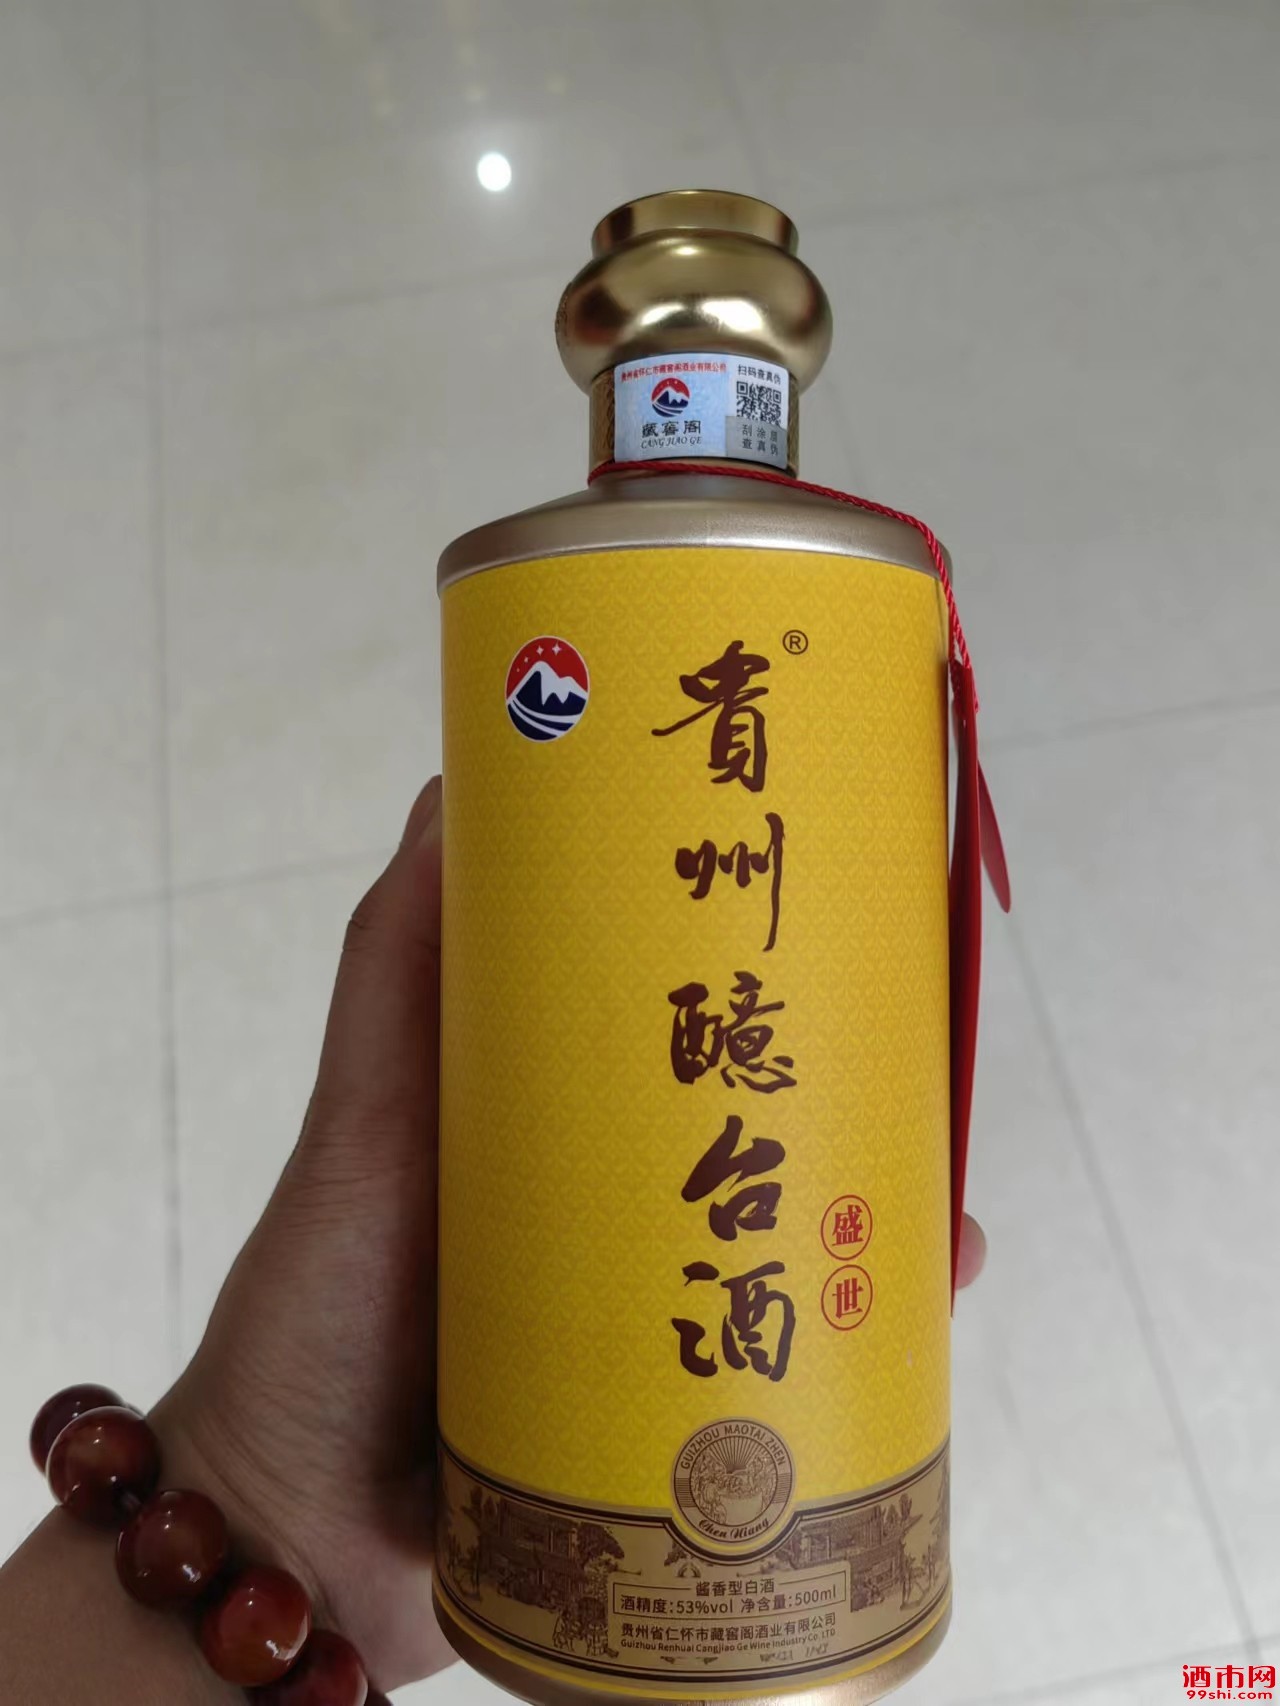 贵州省怀仁市藏窖阁酒业有限公司
扫码查真伪
藏窖阁
CANG JIAO GE
刮涂层
查真伪
貴州醷台酒
®
盛世
GUIZHOU MAOTAI ZHEN
Chen Niang
酱香型白酒
酒精度:53%vol 净含量:500ml
贵州省仁怀市藏窖阁酒业有限公司
Guizhou Renhuai Cangjiao Ge Wine Industry Co. LTD
酒市网
99shi.com